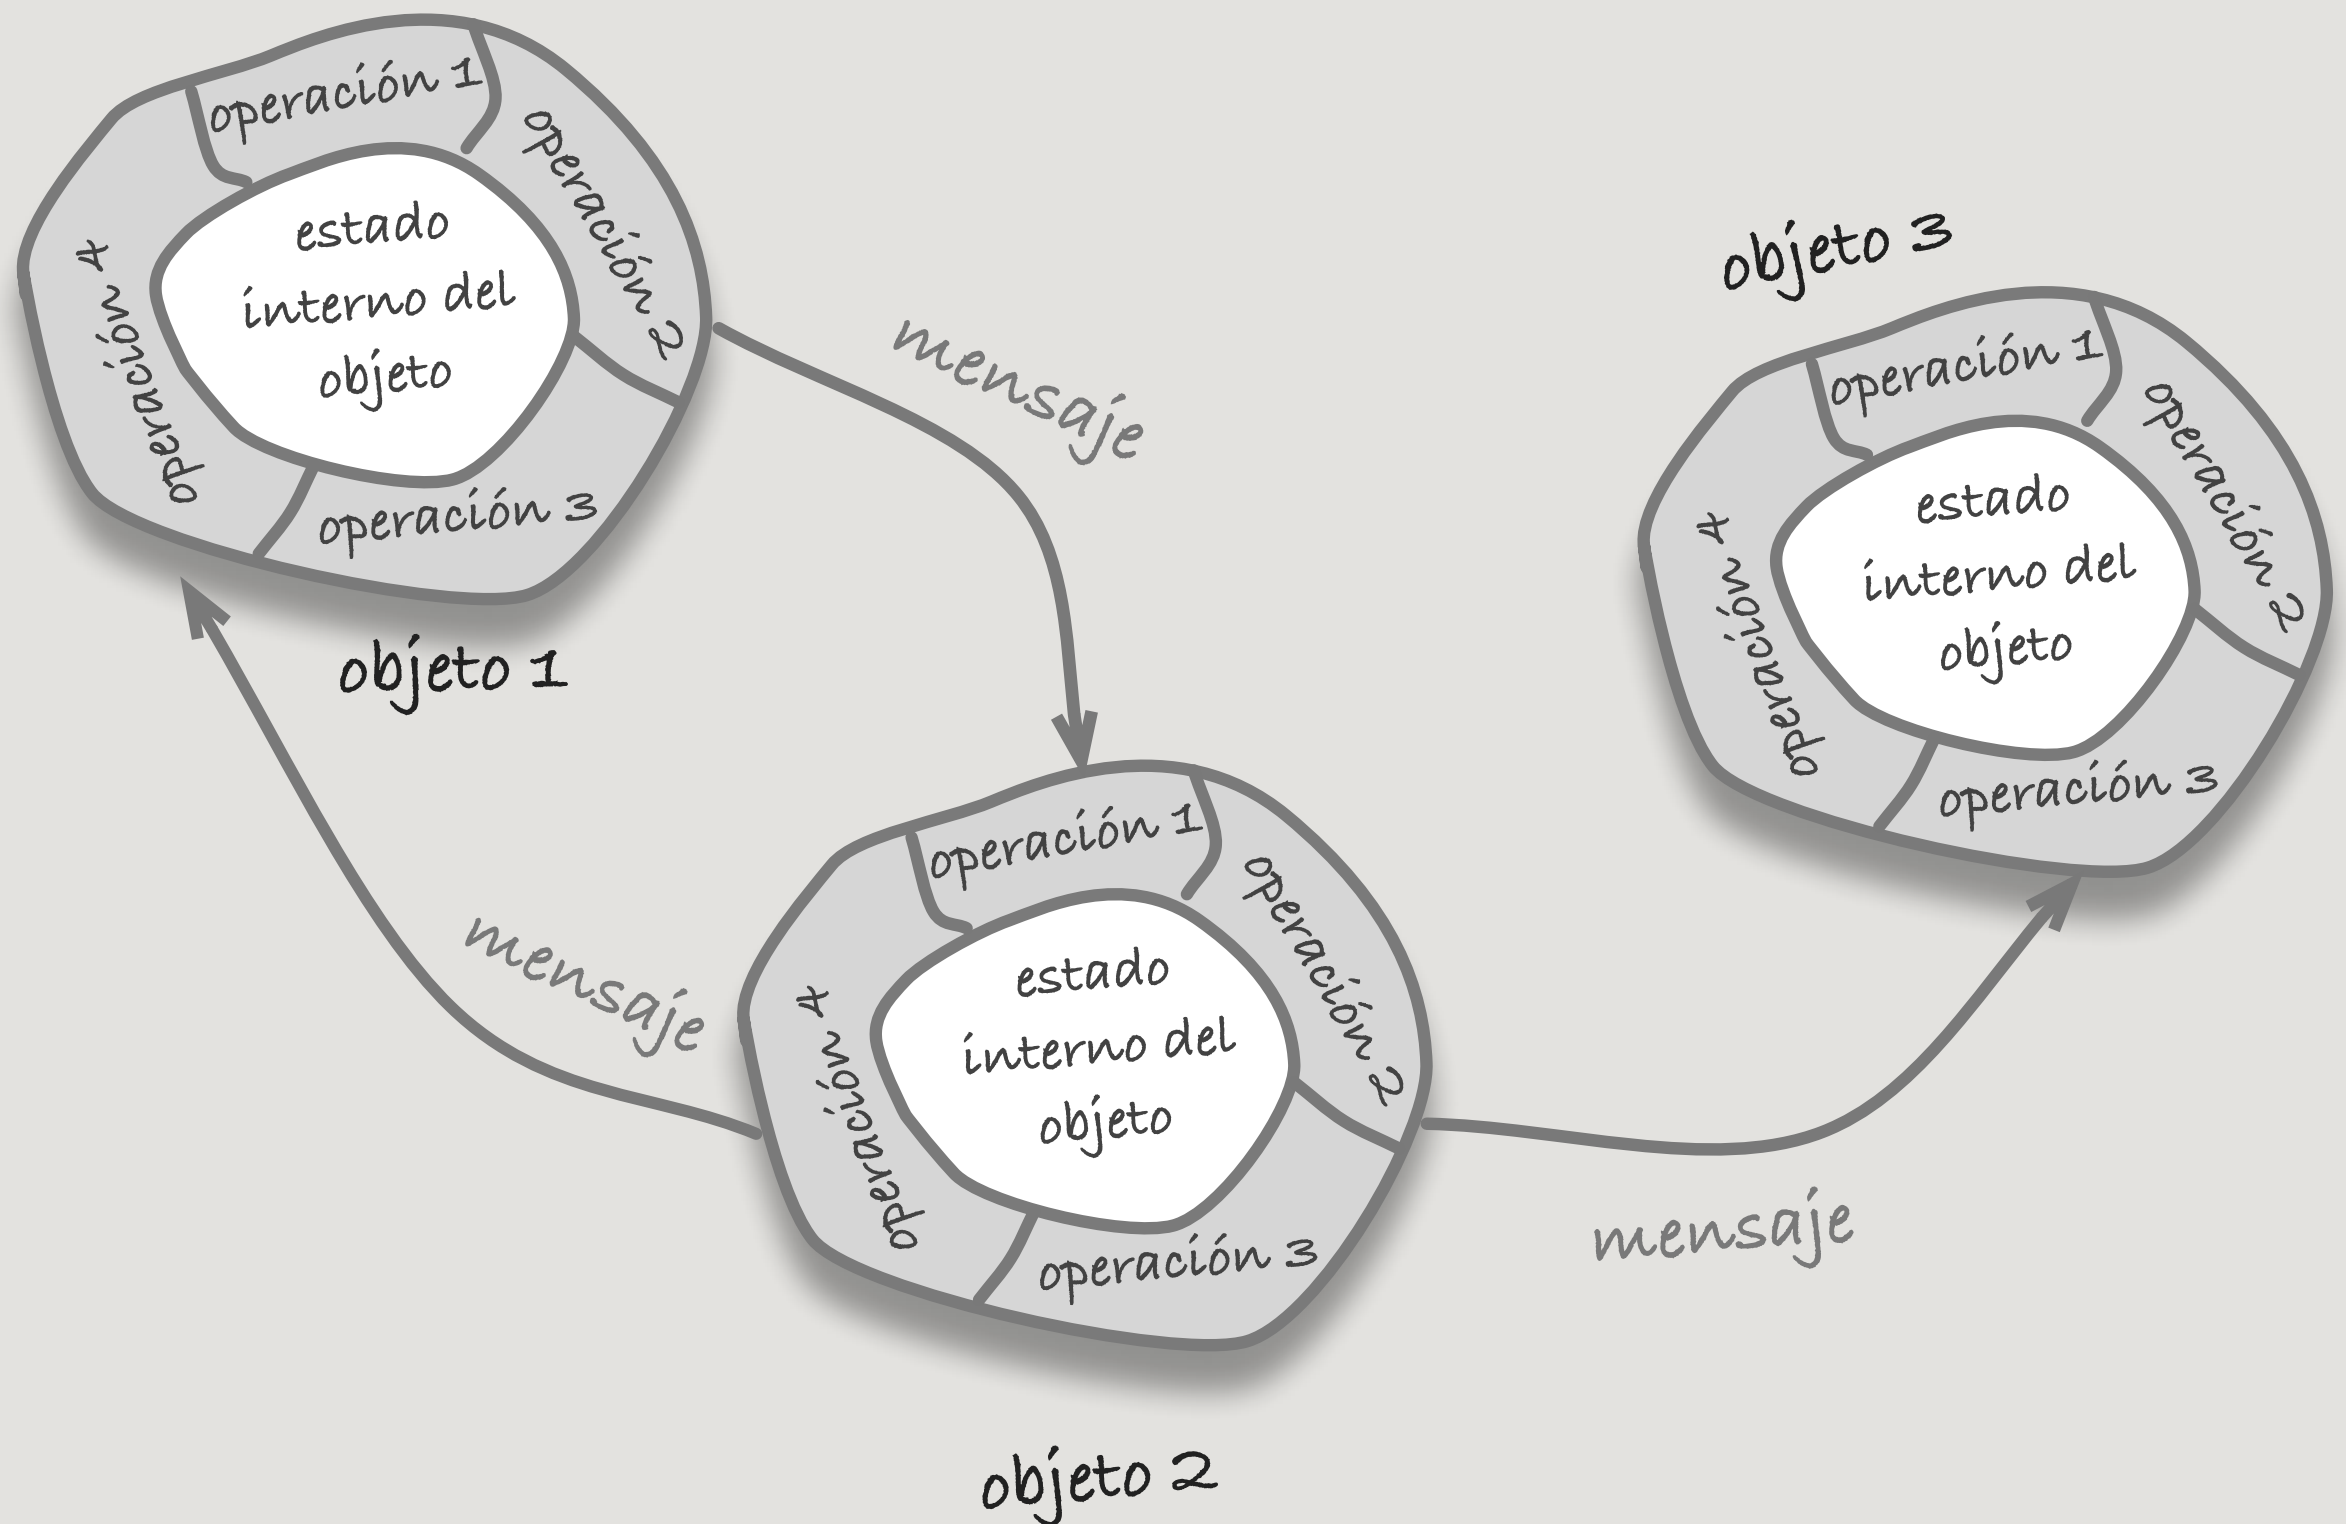 operación 1
operación 2
operación 3
operación 4
estado
interno del
objeto
objeto 1
mensaje
objeto 3
operación 1
operación 2
operación 3
operación 4
estado
interno del
objeto
mensaje
operación 1
operación 2
operación 3
operación 4
estado
interno del
objeto
mensaje
objeto 2